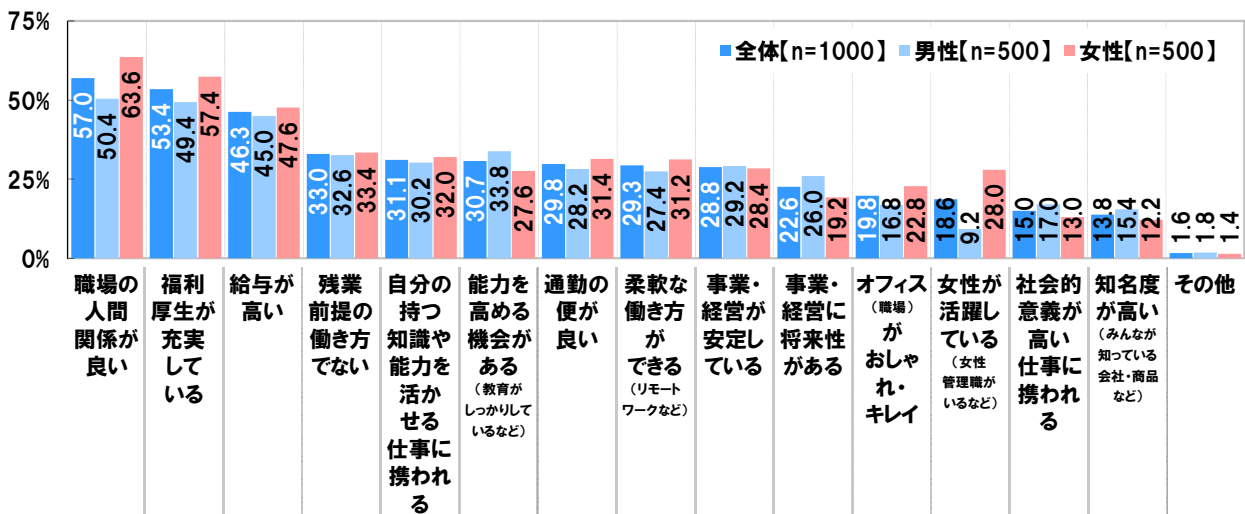 75%
50%
25%
0%
全体【n=1000】 男性【n=500】 女性【n=500】
57.0 50.4 63.6
53.4 49.4 57.4
46.3 45.0 47.6
33.0 32.6 33.4
31.1 30.2 32.0
30.7 33.8 27.6
29.8 28.2 31.4
29.3 27.4 31.2
28.8 29.2 28.4
22.6 26.0 19.2
19.8 16.8 22.8
18.6 9.2 28.0
15.0 17.0 13.0
13.8 15.4 12.2
1.6 1.8 1.4
職場の
人間
関係が
良い
福利
厚生が
充実
して
いる
給与が
高い
残業
前提の
働き方
でない
自分の
持つ
知識や
能力を
活か
せる
仕事に
携われ
る
能力を
高める
機会が
ある
（教育が
しっかりして
いるなど）
通勤の
便が
良い
柔軟な
働き方
が
できる
（リモート
ワークなど）
事業・
経営が
安定し
ている
事業・
経営に
将来性
がある
オフィス
（職場）
が
おしゃ
れ・
キレイ
女性が
活躍し
ている
（女性
管理職が
いるなど）
社会的
意義が
高い
仕事に
携われ
る
知名度
が高い
（みんなが
知っている
会社・商品
など）
その他